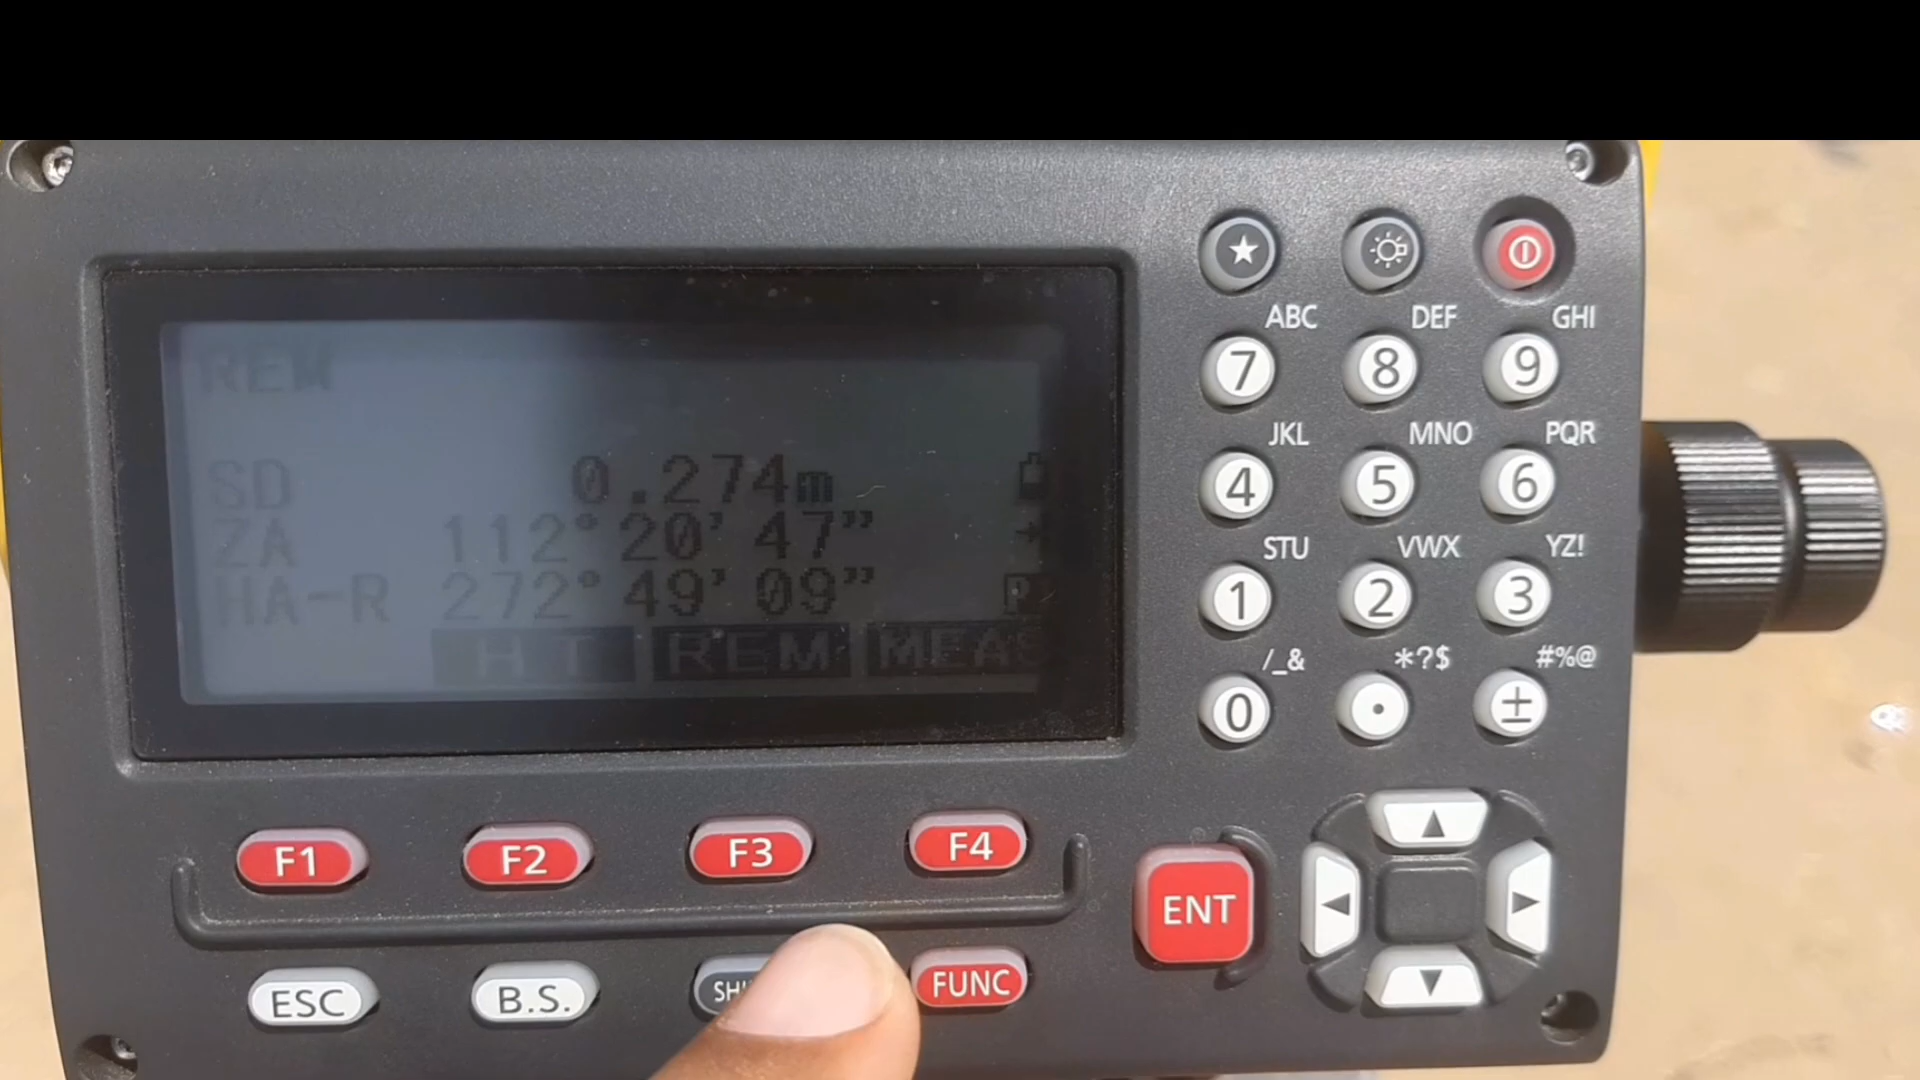 ★
ABC DEF GHI
7 8 9
REM
JKL MNO PQR
SD 0.274m
4 5 6
ZA 112°20'47"
STU VWX YZ!
HA-R 272°49'09" P
1 2 3
HT REM MEAS
/_& *?$ #%@
0 • ±
F1 F2 F3 F4
ENT
ESC B.S. FUNC